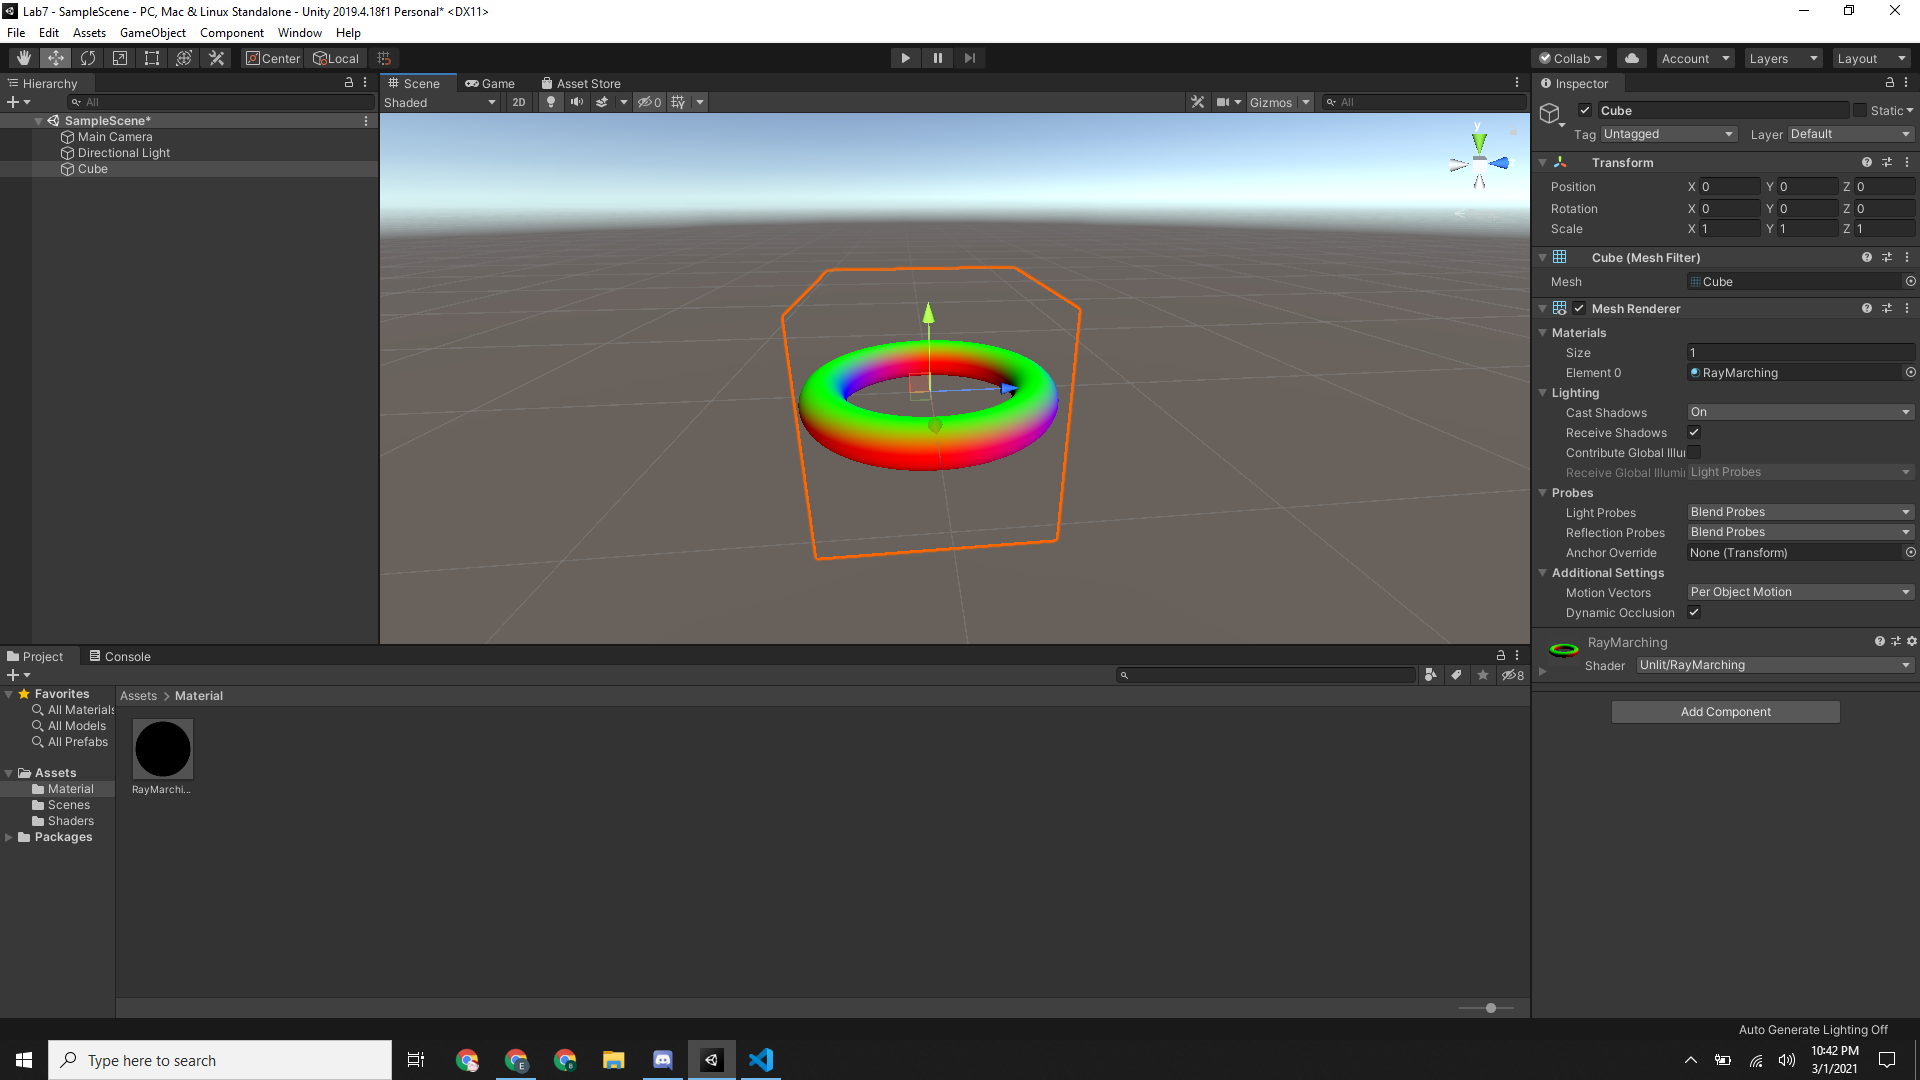 Lab7 - SampleScene - PC, Mac & Linux Standalone - Unity 2019.4.18f1 Personal* <DX11>
File Edit Assets GameObject Component Window Help
Center Local Collab Account Layers Layout
Hierarchy
All
SampleScene*
Main Camera
Directional Light
Cube
Scene Game Asset Store
Shaded 2D 0 Gizmos All
y
z
Inspector
Cube Static
Tag Untagged Layer Default
Transform
Position X 0 Y 0 Z 0
Rotation X 0 Y 0 Z 0
Scale X 1 Y 1 Z 1
Cube (Mesh Filter)
Mesh Cube
Mesh Renderer
Materials
Size 1
Element 0 RayMarching
Lighting
Cast Shadows On
Receive Shadows
Contribute Global Illu
Receive Global Illumi Light Probes
Probes
Light Probes Blend Probes
Reflection Probes Blend Probes
Anchor Override None (Transform)
Additional Settings
Motion Vectors Per Object Motion
Dynamic Occlusion
RayMarching
Shader Unlit/RayMarching
Add Component
Project Console
8
Favorites
All Materials
All Models
All Prefabs
Assets
Material
Scenes
Shaders
Packages
Assets > Material
RayMarchi...
Auto Generate Lighting Off
Type here to search
E
B
10:42 PM
3/1/2021